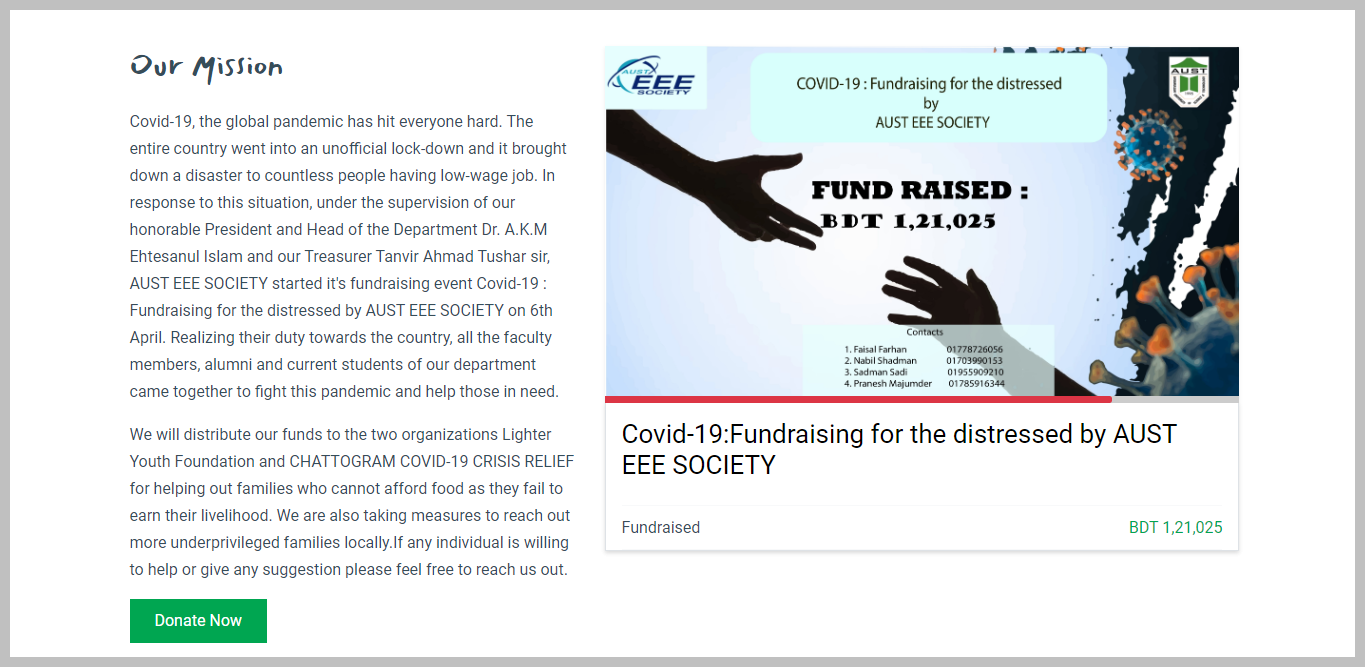 Our Mission
Covid-19, the global pandemic has hit everyone hard. The
entire country went into an unofficial lock-down and it brought
down a disaster to countless people having low-wage job. In
response to this situation, under the supervision of our
honorable President and Head of the Department Dr. A.K.M
Ehtesanul Islam and our Treasurer Tanvir Ahmad Tushar sir,
AUST EEE SOCIETY started it's fundraising event Covid-19 :
Fundraising for the distressed by AUST EEE SOCIETY on 6th
April. Realizing their duty towards the country, all the faculty
members, alumni and current students of our department
came together to fight this pandemic and help those in need.
We will distribute our funds to the two organizations Lighter
Youth Foundation and CHATTOGRAM COVID-19 CRISIS RELIEF
for helping out families who cannot afford food as they fail to
earn their livelihood. We are also taking measures to reach out
more underprivileged families locally.If any individual is willing
to help or give any suggestion please feel free to reach us out.
Donate Now
AUST
EEE
SOCIETY
COVID-19 : Fundraising for the distressed
by
AUST EEE SOCIETY
AUST
FUND RAISED :
BDT 1,21,025
Contacts
1. Faisal Farhan 01778726056
2. Nabil Shadman 01703990153
3. Sadman Sadi 01955909210
4. Pranesh Majumder 01785916344
Covid-19:Fundraising for the distressed by AUST
EEE SOCIETY
Fundraised BDT 1,21,025